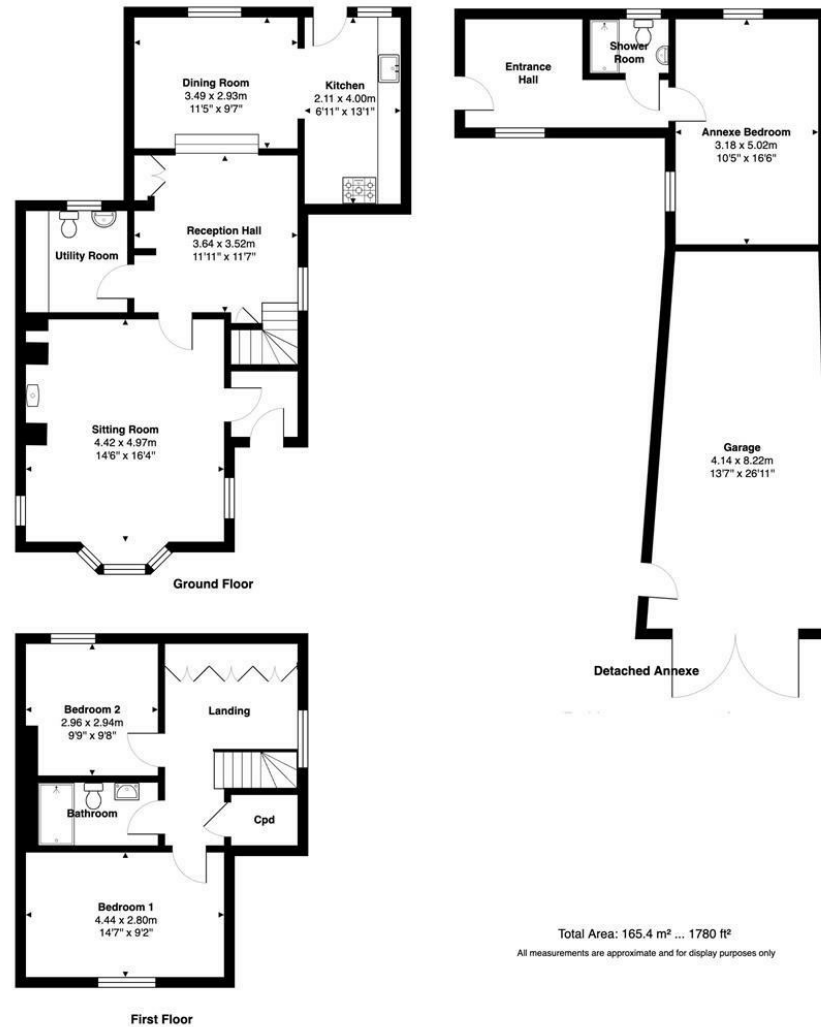 Dining Room
3.49 x 2.93m
11'5" x 9'7"
Kitchen
2.11 x 4.00m
6'11" x 13'1"
Reception Hall
3.64 x 3.52m
11'11" x 11'7"
Utility Room
Sitting Room
4.42 x 4.97m
14'6" x 16'4"
Ground Floor
Entrance
Hall
Shower
Room
Annexe Bedroom
3.18 x 5.02m
10'5" x 16'6"
Garage
4.14 x 8.22m
13'7" x 26'11"
Detached Annexe
Bedroom 2
2.96 x 2.94m
9'9" x 9'8"
Landing
Bathroom
Cpd
Bedroom 1
4.44 x 2.80m
14'7" x 9'2"
First Floor
Total Area: 165.4 m² ... 1780 ft²
All measurements are approximate and for display purposes only